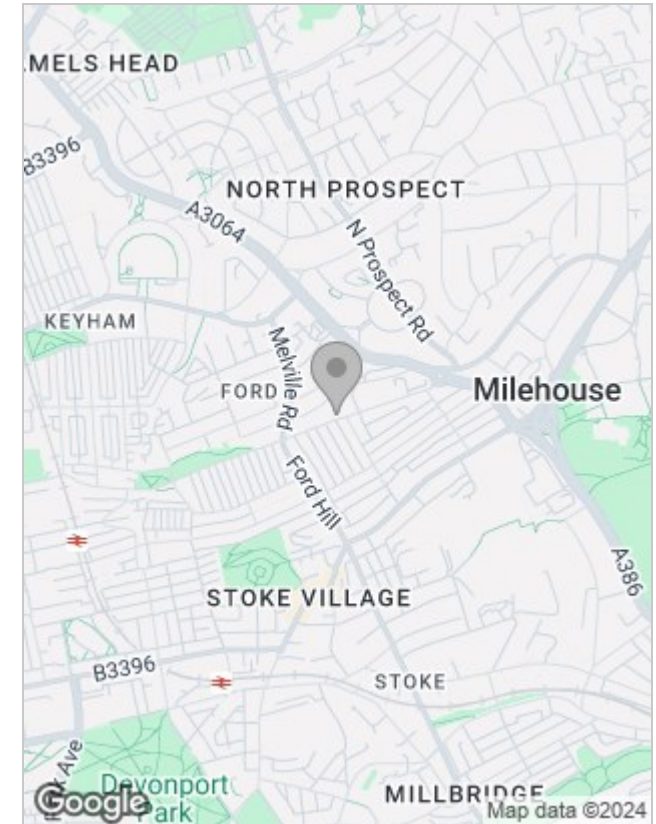 MELS HEAD
B3396
NORTH PROSPECT
A3064
N Prospect Rd
KEYHAM
Melville Rd
FORD
Milehouse
Ford Hill
A386
STOKE VILLAGE
B3396
STOKE
Ave
Devonport
Park
MILLBRIDGE
Google
Map data ©2024